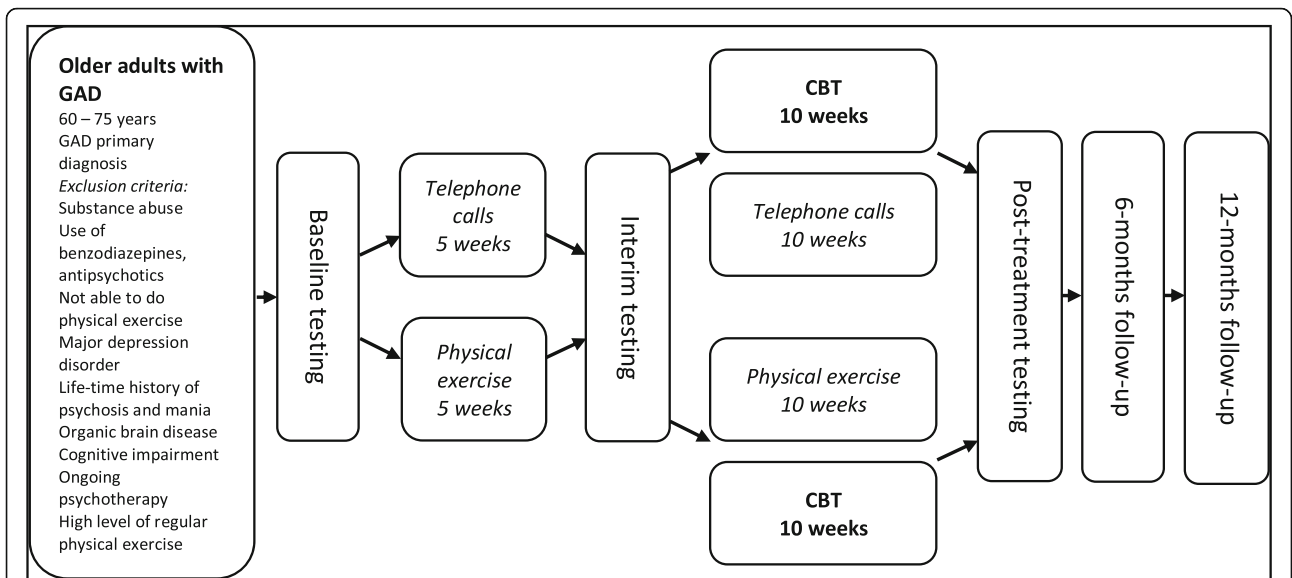 Older adults with
GAD
60 – 75 years
GAD primary
diagnosis
Exclusion criteria:
Substance abuse
Use of
benzodiazepines,
antipsychotics
Not able to do
physical exercise
Major depression
disorder
Life-time history of
psychosis and mania
Organic brain disease
Cognitive impairment
Ongoing
psychotherapy
High level of regular
physical exercise
Baseline testing
Telephone
calls
5 weeks
Physical
exercise
5 weeks
Interim testing
CBT
10 weeks
Telephone calls
10 weeks
Physical exercise
10 weeks
CBT
10 weeks
Post-treatment testing
6-months follow-up
12-months follow-up